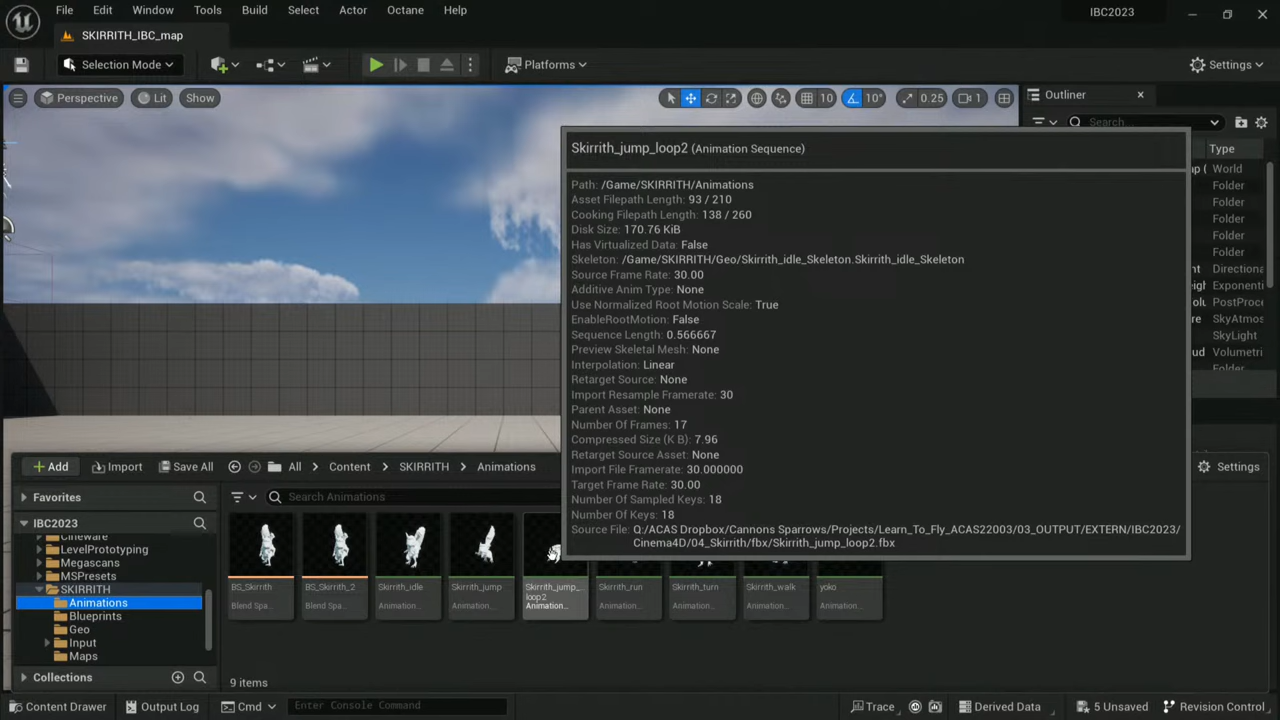 File Edit Window Tools Build Select Actor Octane Help IBC2023
SKIRRITH_IBC_map
Selection Mode Platforms Settings
Perspective Lit Show 10 10° 0.25 1 Outliner
Search...
Skirrith_jump_loop2 (Animation Sequence) Type
Path: /Game/SKIRRITH/Animations World
Asset Filepath Length: 93 / 210 Folder
Cooking Filepath Length: 138 / 260 Folder
Disk Size: 170.76 KiB Folder
Has Virtualized Data: False Folder
Skeleton: /Game/SKIRRITH/Geo/Skirrith_idle_Skeleton.Skirrith_idle_Skeleton Folder
Source Frame Rate: 30.00 Directiona
Additive Anim Type: None Exponenti
Use Normalized Root Motion Scale: True PostProce
EnableRootMotion: False SkyAtmos
Sequence Length: 0.566667 SkyLight
Preview Skeletal Mesh: None Volumetri
Interpolation: Linear Folder
Retarget Source: None
Import Resample Framerate: 30
Parent Asset: None
Number Of Frames: 17
Compressed Size (K B): 7.96
Retarget Source Asset: None
Import File Framerate: 30.000000
Target Frame Rate: 30.00
Number Of Sampled Keys: 18
Number Of Keys: 18
Source File: Q:/ACAS Dropbox/Cannons Sparrows/Projects/Learn_To_Fly_ACAS22003/03_OUTPUT/EXTERN/IBC2023/
Cinema4D/04_Skirrith/fbx/Skirrith_jump_loop2.fbx
Add Import Save All All Content SKIRRITH Animations Settings
Favorites Search Animations
IBC2023
Cineware
LevelPrototyping
Megascans
MSPresets
SKIRRITH
Animations
Blueprints
Geo
Input
Maps
Collections
BS_Skirrith BS_Skirrith_2 Skirrith_idle Skirrith_jump Skirrith_jump_ Skirrith_run Skirrith_turn Skirrith_walk yoko
loop2
Blend Spa... Blend Spa... Animation... Animation... Animation... Animation... Animation... Animation... Animation...
9 items
Content Drawer Output Log Cmd Enter Console Command Trace Derived Data 5 Unsaved Revision Control